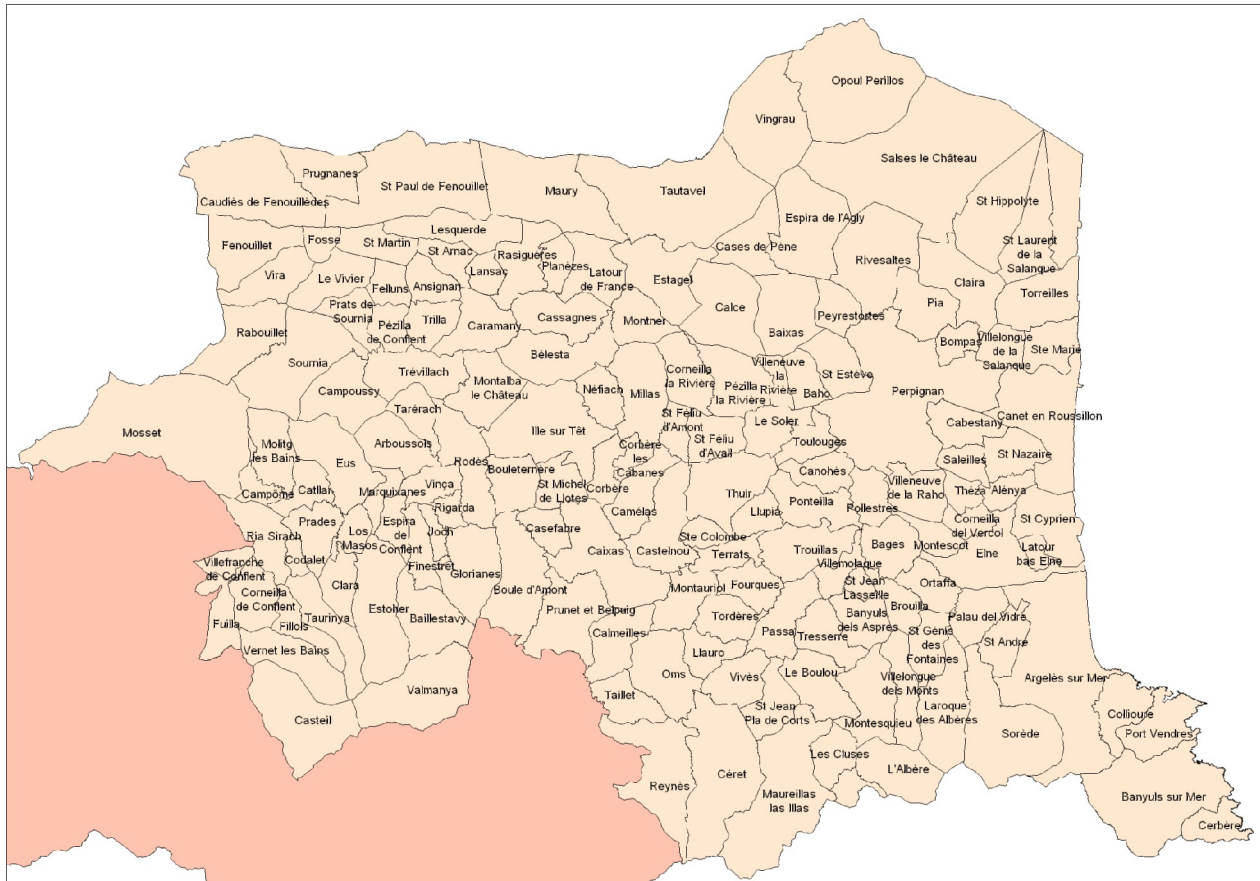 Opoul Périllos
Vingrau
Salses le Château
Prugnanes
St Paul de Fenouillet
Maury
Tautavel
Caudiès de Fenouillèdes
St Hippolyte
Espira de l'Agly
Lesquerde
Fenouillet
Fosse
St Martin
St Arnac
Rasiguères
Cases de Pène
St Laurent
de la
Salanque
Rivesaltes
Vira
Le Vivier
Felluns
Ansignan
Lansac
Planèzes
Latour
de France
Estagel
Claira
Torreilles
Pia
Prats de
Sournia
Pézilla
de Conflent
Trilla
Caramany
Cassagnes
Montner
Calce
Baixas
Peyrestortes
Rabouillet
Bompas
Villelongue
de la
Salanque
Ste Marie
Sournia
Bélesta
Trévillach
Montalba
le Château
Campoussy
Néfiach
Millas
Corneilla
la Rivière
Pézilla
la Rivière
Villeneuve
la
Rivière
St Estève
Baho
Perpignan
Tarérach
Mosset
Ille sur Têt
St Féliu
d'Amont
Le Soler
Canet en Roussillon
Cabestany
Molitg
les Bains
Arboussols
Corbère
les
Cabanes
St Féliu
d'Avall
Toulouges
Saleilles
St Nazaire
Eus
Rodès
Bouleternère
Canohès
Campôme
Catllar
Marquixanes
Vinça
St Michel
de Llotes
Corbère
Thuir
Ponteilla
Villeneuve
de la Raho
Théza
Alénya
Rigarda
Camélas
Llupia
Pollestres
Prades
Ria Sirach
Los
Masos
Espira
de
Conflent
Joch
Casefabre
Ste Colombe
Corneilla
del Vercol
St Cyprien
Codalet
Finestret
Glorianes
Caixas
Castelnou
Terrats
Trouillas
Villemolaque
Bages
Montescot
Elne
Latour
bas Elne
Villefranche
de Conflent
Clara
Boule d'Amont
Montauriol
Fourques
St Jean
Lasseille
Ortaffa
Corneilla
de Conflent
Taurinya
Estoher
Baillestavy
Prunet et Belpuig
Tordères
Banyuls
dels Aspres
Brouilla
Palau del Vidre
Fuilla
Fillols
Calmeilles
Passa
Tresserre
St Génis
des
Fontaines
St André
Vernet les Bains
Llauro
Oms
Vivès
Le Boulou
Villelongue
dels Monts
Argelès sur Mer
Valmanya
Taillet
Casteil
St Jean
Pla de Corts
Montesquieu
Laroque
des Albères
Collioure
Sorède
Port Vendres
Les Cluses
L'Albère
Reynès
Céret
Maureillas
las Illas
Banyuls sur Mer
Cerbère